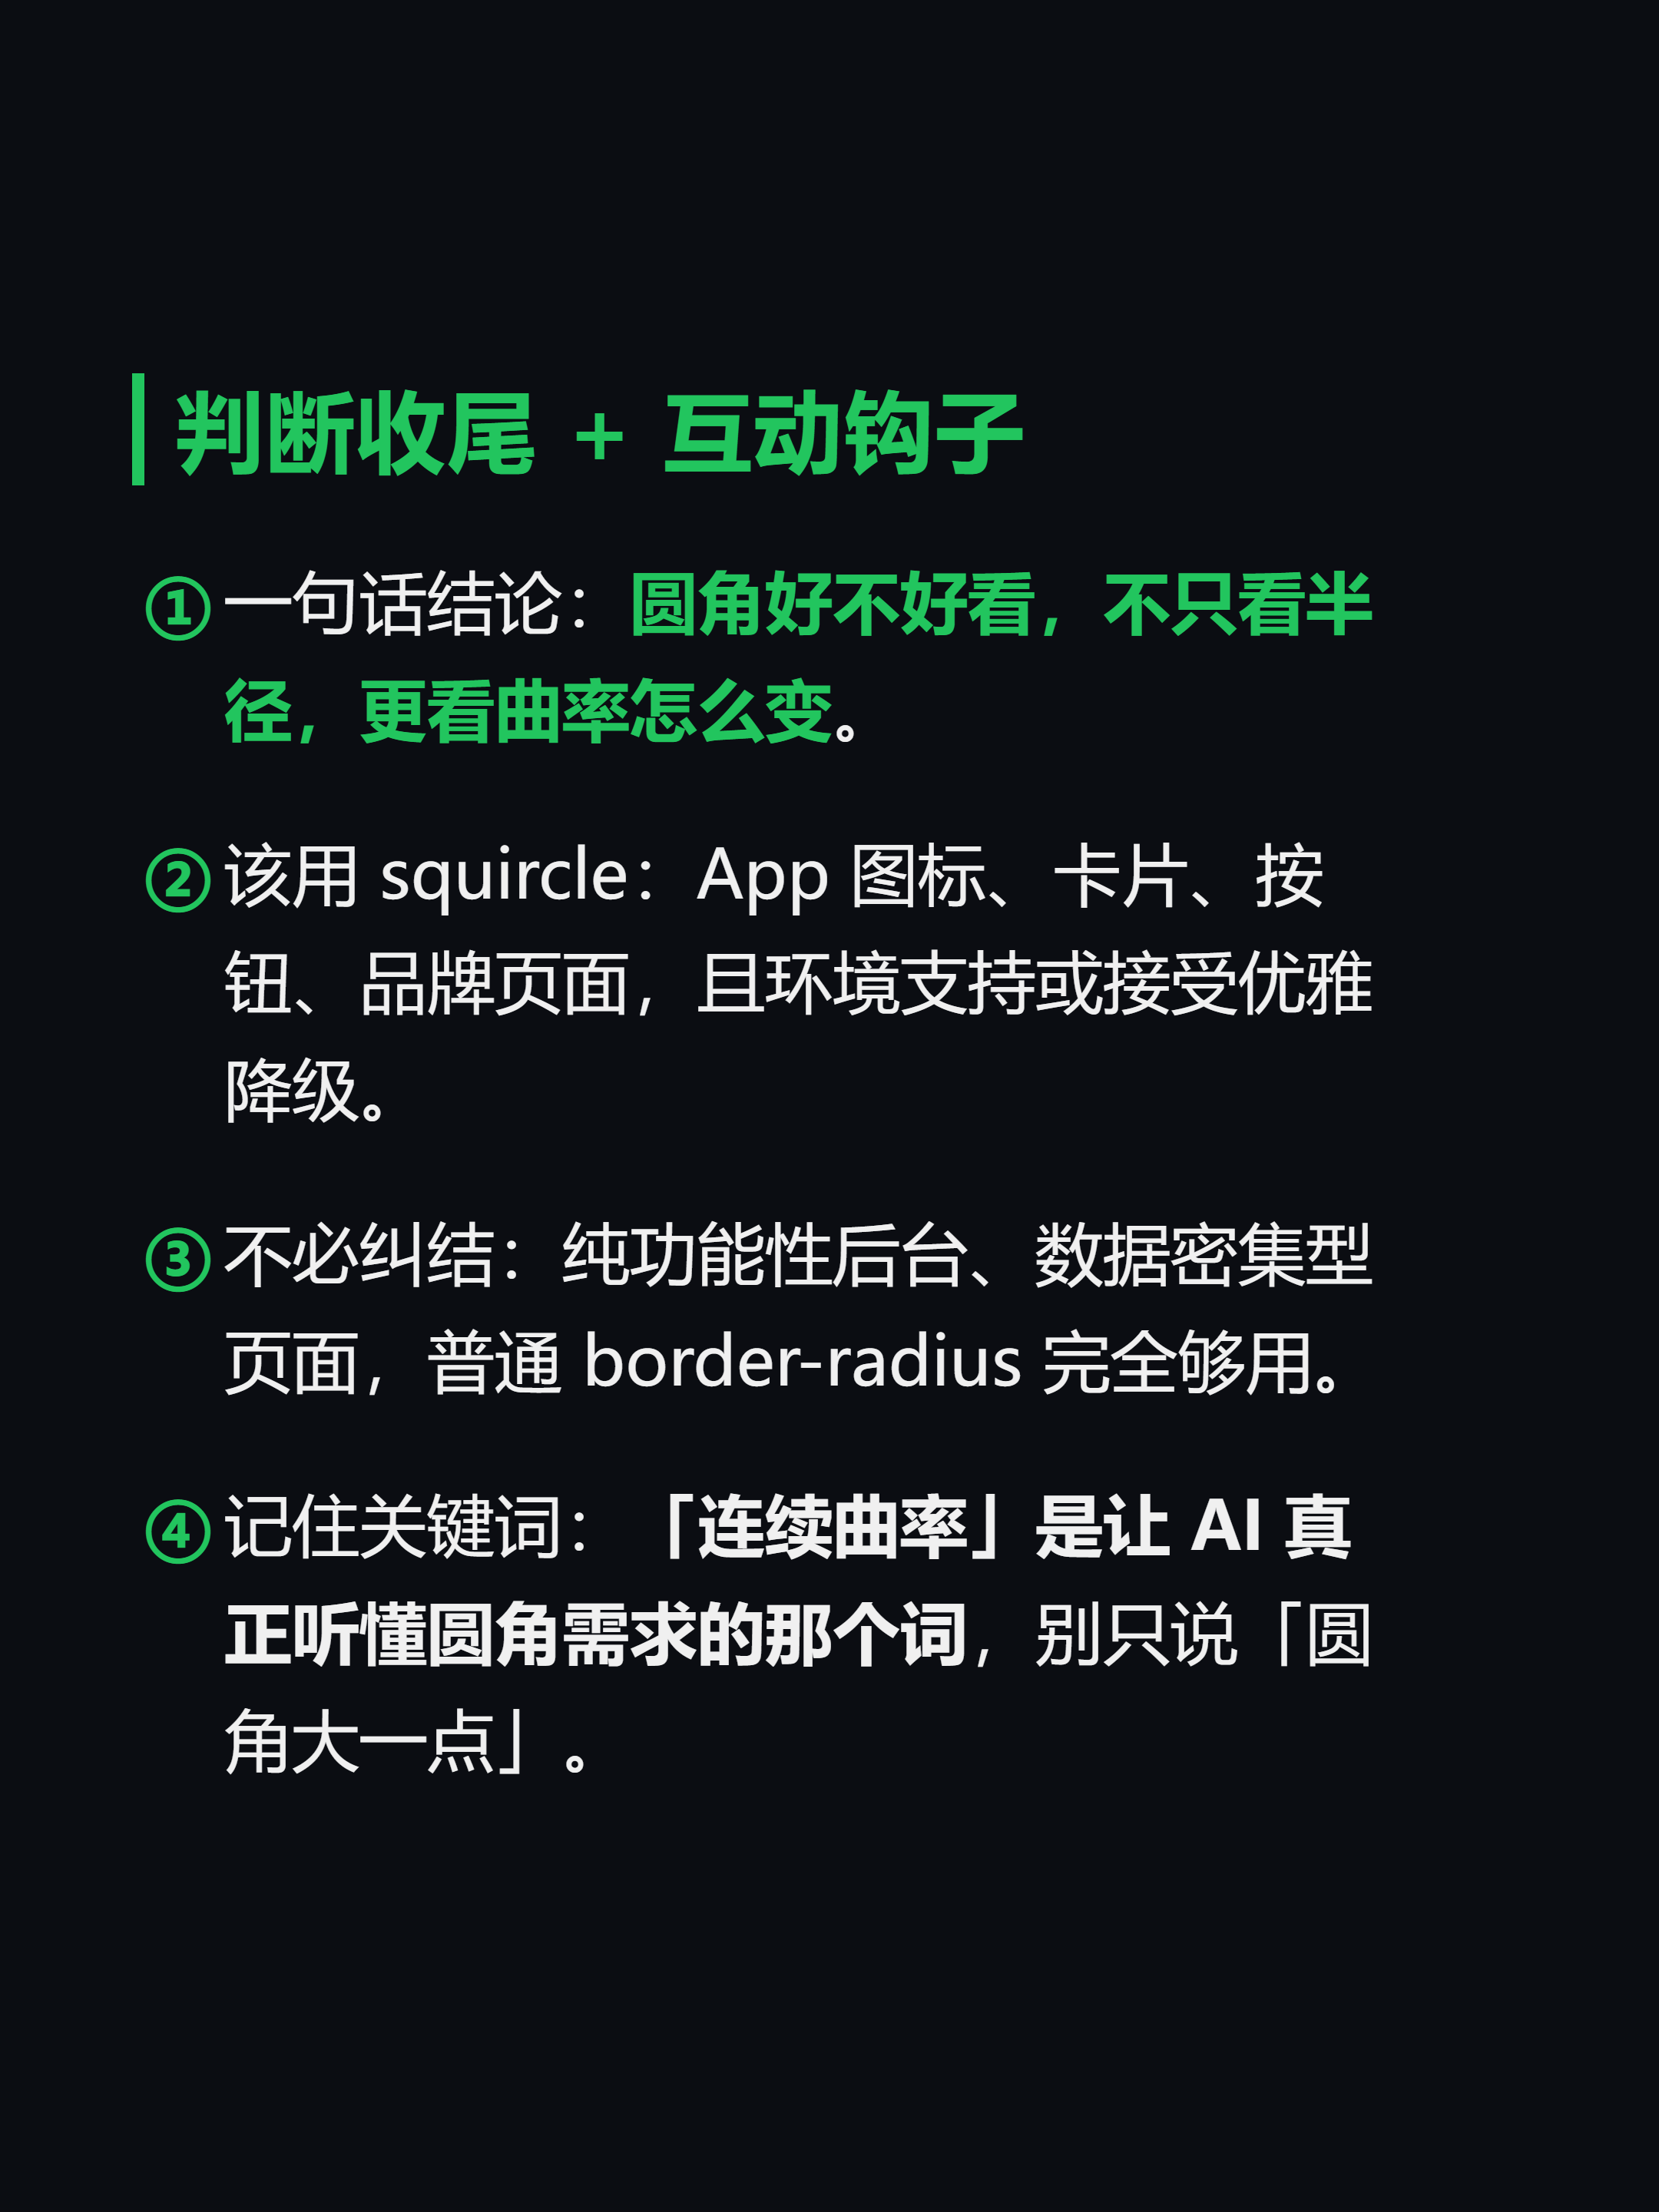 判断收尾 + 互动钩子
① 一句话结论：圆角好不好看，不只看半
径，更看曲率怎么变。
② 该用 squircle：App 图标、卡片、按
钮、品牌页面，且环境支持或接受优雅
降级。
③ 不必纠结：纯功能性后台、数据密集型
页面，普通 border-radius 完全够用。
④ 记住关键词：「连续曲率」是让 AI 真
正听懂圆角需求的那个词，别只说「圆
角大一点」。